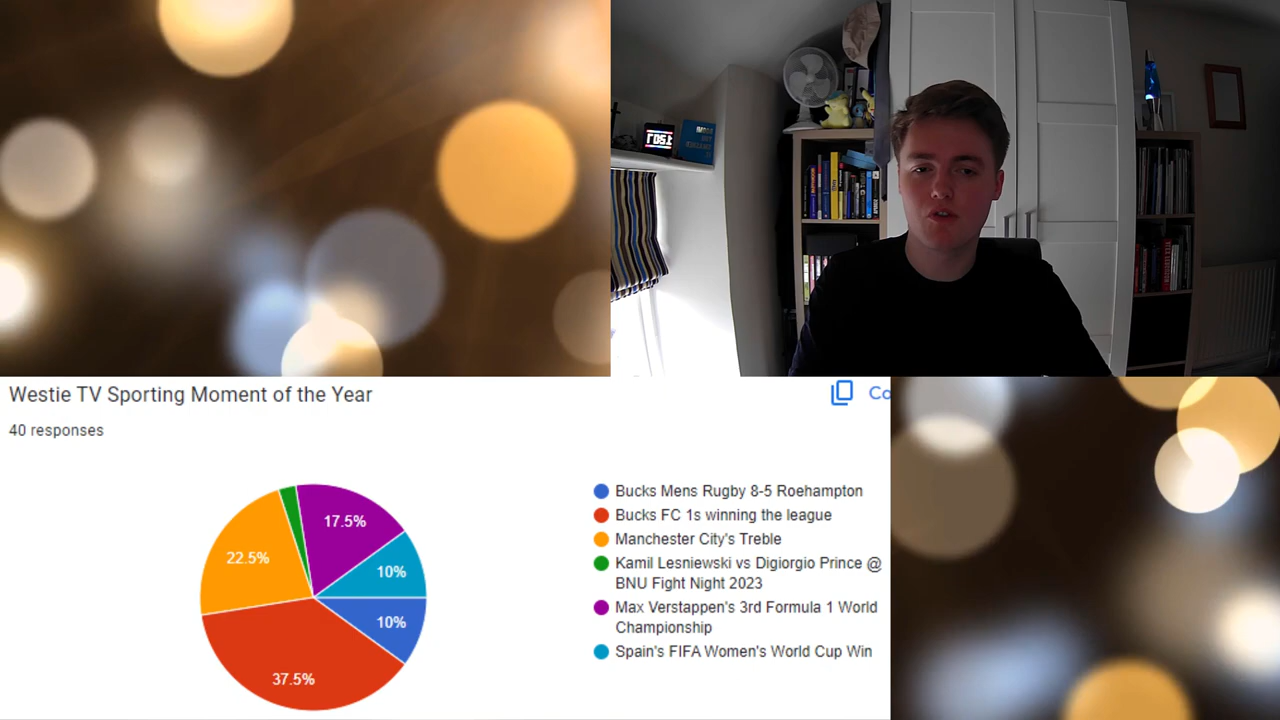 Westie TV Sporting Moment of the Year
Co
40 responses
17.5%
22.5%
10%
10%
37.5%
Bucks Mens Rugby 8-5 Roehampton
Bucks FC 1s winning the league
Manchester City's Treble
Kamil Lesniewski vs Digiorgio Prince @
BNU Fight Night 2023
Max Verstappen's 3rd Formula 1 World
Championship
Spain's FIFA Women's World Cup Win